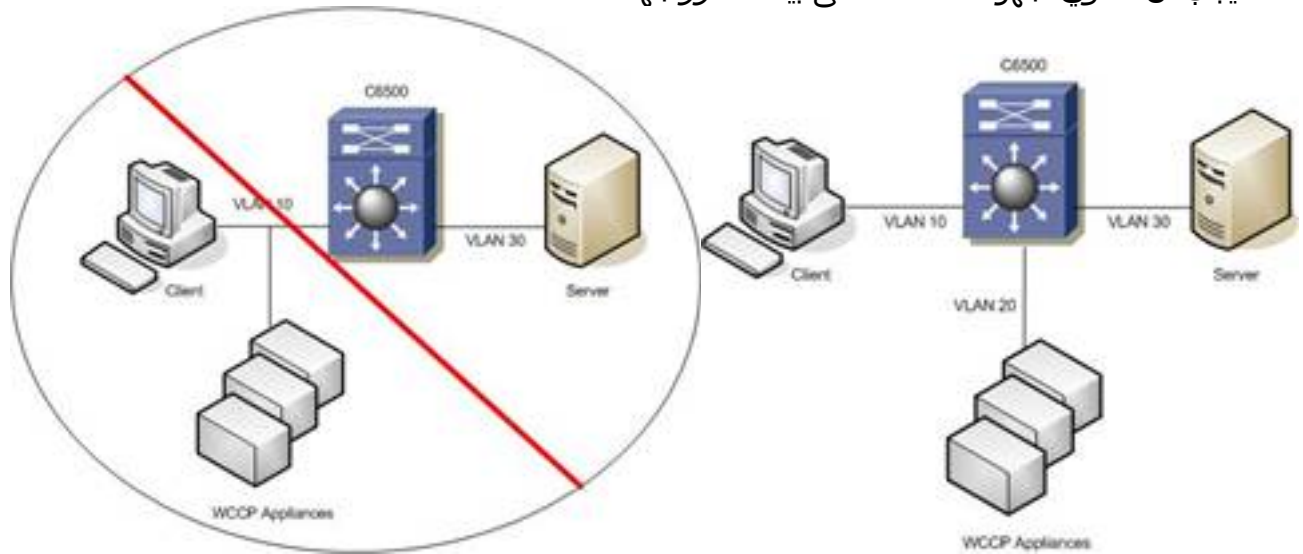 C6500
VLAN 10
VLAN 30
Client
Server
WCCP Appliances
C6500
VLAN 10
VLAN 30
Client
Server
VLAN 20
WCCP Appliances